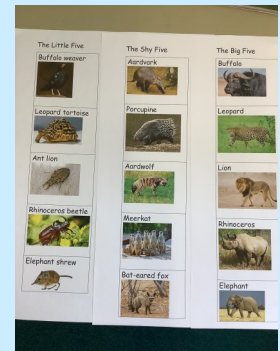 The Little Five
Buffalo weaver
Leopard tortoise
Ant lion
Rhinoceros beetle
Elephant shrew
The Shy Five
Aardvark
Porcupine
Aardwolf
Meerkat
Bat-eared fox
The Big Five
Buffalo
Leopard
Lion
Rhinoceros
Elephant